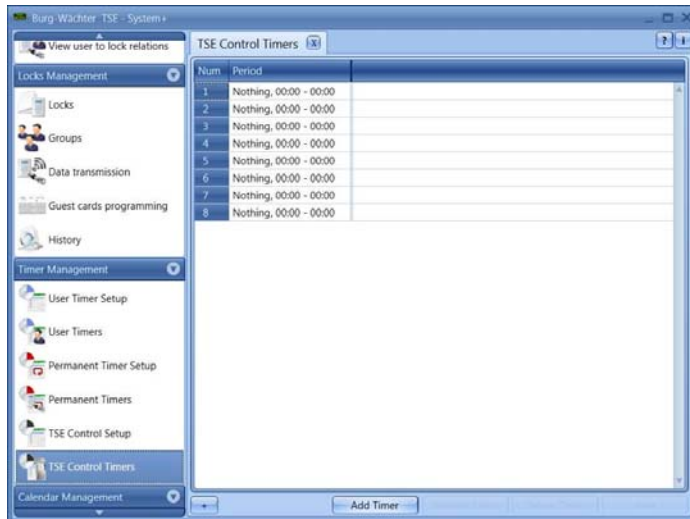 Burg-Wächter TSE - System+
View user to lock relations
Locks Management
Locks
Groups
Data transmission
Guest cards programming
History
Timer Management
User Timer Setup
User Timers
Permanent Timer Setup
Permanent Timers
TSE Control Setup
TSE Control Timers
Calendar Management
TSE Control Timers x
? i
Num Period
1 Nothing, 00:00 - 00:00
2 Nothing, 00:00 - 00:00
3 Nothing, 00:00 - 00:00
4 Nothing, 00:00 - 00:00
5 Nothing, 00:00 - 00:00
6 Nothing, 00:00 - 00:00
7 Nothing, 00:00 - 00:00
8 Nothing, 00:00 - 00:00
+ Add Timer